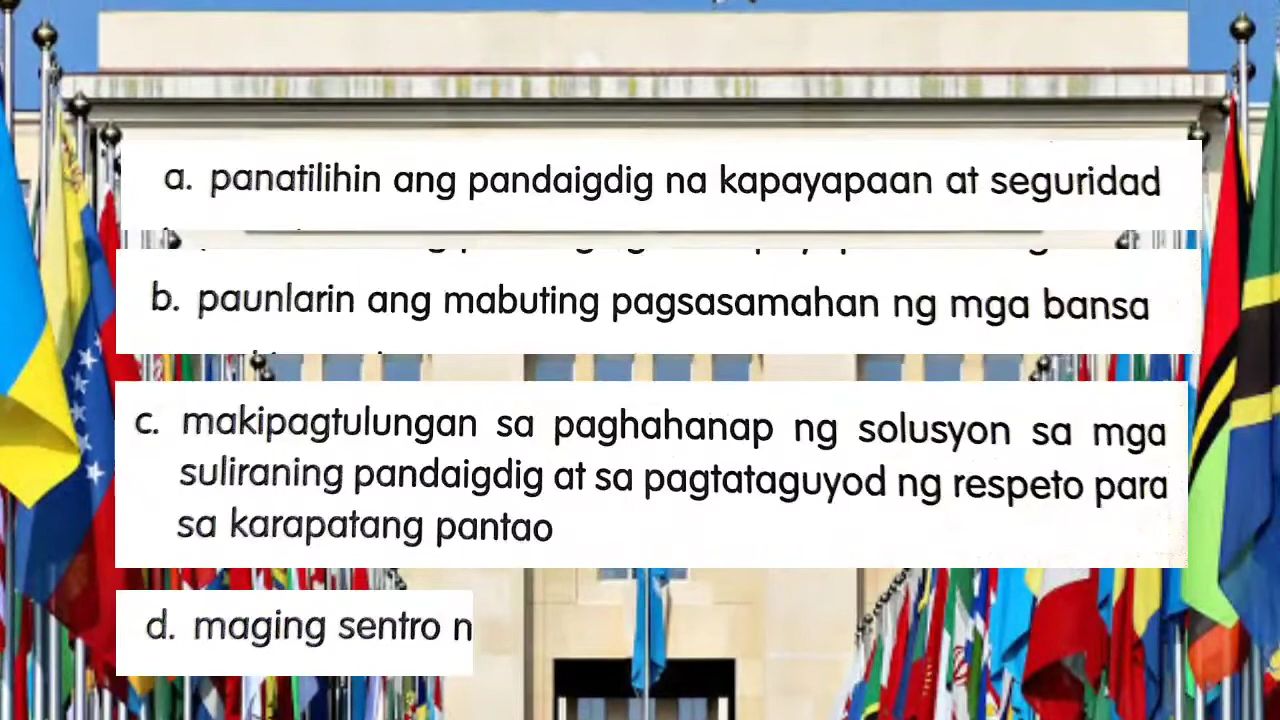 a. panatilihin ang pandaigdig na kapayapaan at seguridad
b. paunlarin ang mabuting pagsasamahan ng mga bansa
c. makipagtulungan sa paghahanap ng solusyon sa mga
suliraning pandaigdig at sa pagtataguyod ng respeto para
sa karapatang pantao
d. maging sentro n